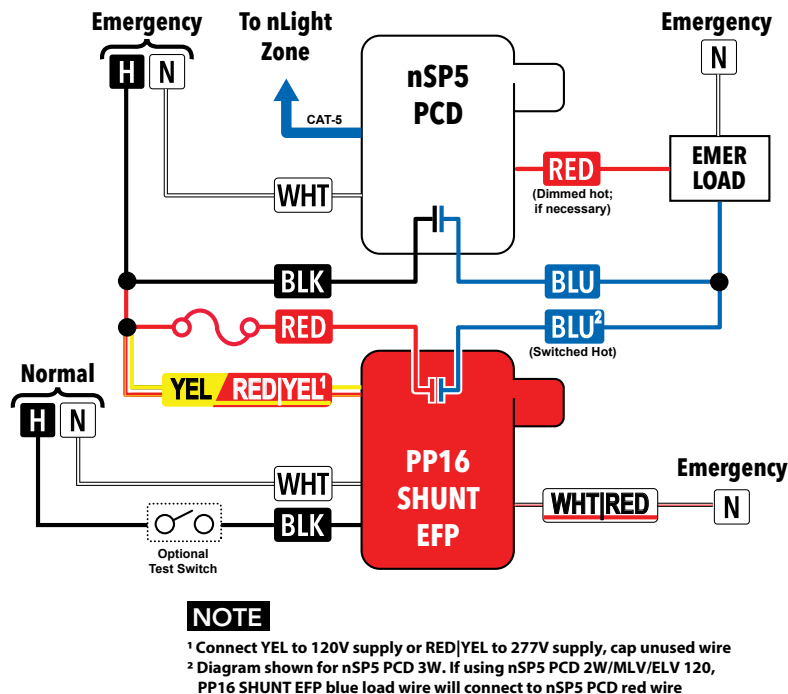 Emergency
H N
To nLight
Zone
CAT-5
nSP5
PCD
Emergency
N
WHT
RED
(Dimmed hot;
if necessary)
EMER
LOAD
BLK
BLU
RED
BLU²
(Switched Hot)
YEL RED|YEL¹
Normal
H N
WHT
BLK
Optional
Test Switch
PP16
SHUNT
EFP
WHT|RED
Emergency
N
NOTE
¹ Connect YEL to 120V supply or RED|YEL to 277V supply, cap unused wire
² Diagram shown for nSP5 PCD 3W. If using nSP5 PCD 2W/MLV/ELV 120,
PP16 SHUNT EFP blue load wire will connect to nSP5 PCD red wire